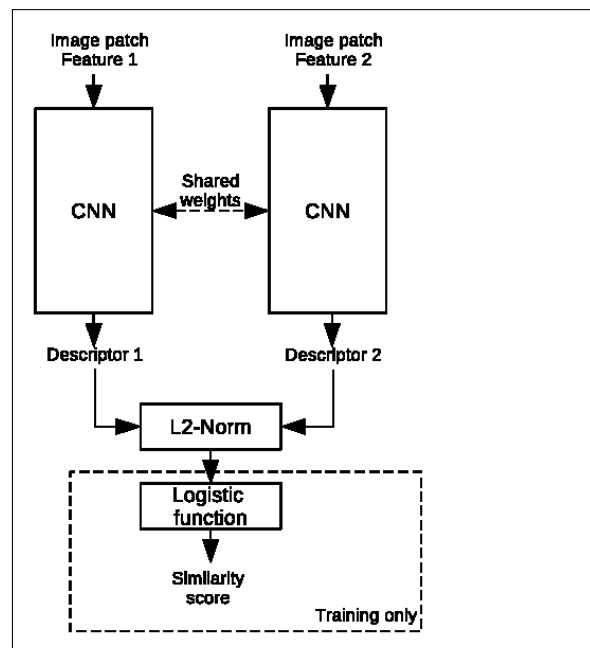 Image patch
Feature 1
Image patch
Feature 2
CNN
Shared
weights
CNN
Descriptor 1
Descriptor 2
L2-Norm
Logistic
function
Similarity
score
Training only